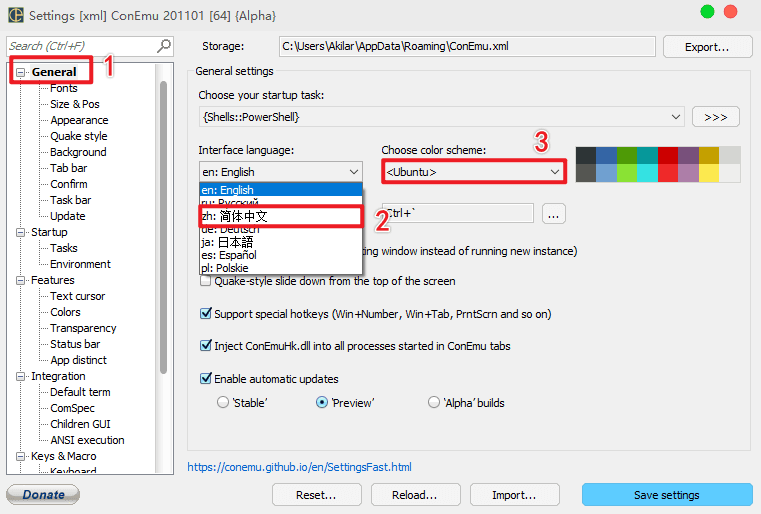 Settings [xml] ConEmu 201101 [64] {Alpha}
Search (Ctrl+F)
Storage:
C:\Users\Akilar\AppData\Roaming\ConEmu.xml
Export...
1
General
Fonts
Size & Pos
Appearance
Quake style
Background
Tab bar
Confirm
Task bar
Update
Startup
Tasks
Environment
Features
Text cursor
Colors
Transparency
Status bar
App distinct
Integration
Default term
ComSpec
Children GUI
ANSI execution
Keys & Macro
Keyboard
General settings
Choose your startup task:
{Shells::PowerShell}
>>>
Interface language:
en: English
en: English
ru: Русский
zh: 简体中文
de: Deutsch
ja: 日本語
es: Español
pl: Polskie
2
Choose color scheme:
3
<Ubuntu>
Ctrl+`
...
window instead of running new instance)
Quake-style slide down from the top of the screen
Support special hotkeys (Win+Number, Win+Tab, PrntScrn and so on)
Inject ConEmuHk.dll into all processes started in ConEmu tabs
Enable automatic updates
'Stable'
'Preview'
'Alpha' builds
https://conemu.github.io/en/SettingsFast.html
Donate
Reset...
Reload...
Import...
Save settings